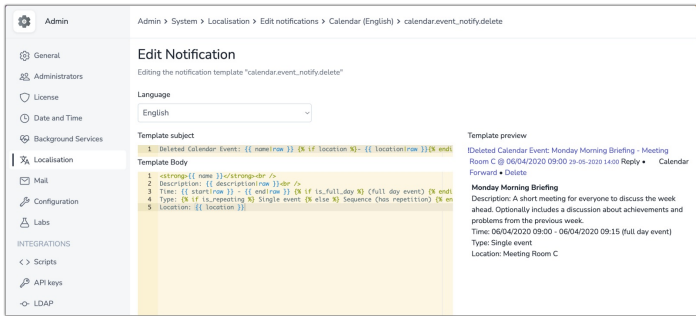 Admin
Admin > System > Localisation > Edit notifications > Calendar (English) > calendar.event_notify.delete
General
Administrators
License
Date and Time
Background Services
Localisation
Mail
Configuration
Labs
INTEGRATIONS
Scripts
API keys
LDAP
Edit Notification
Editing the notification template "calendar.event_notify.delete"
Language
English
Template subject
1 Deleted Calendar Event: {{ name|raw }} {% if location %}- {{ location|raw }}{% endi
Template Body
1 <strong>{{ name }}</strong><br />
2 Description: {{ description|raw }}<br />
3 Time: {{ start|raw }} - {{ end|raw }} {% if is_full_day %} (full day event) {% endi
4 Type: {% if is_repeating %} Single event {% else %} Sequence (has repetition) {% en
5 Location: {{ location }}
Template preview
Deleted Calendar Event: Monday Morning Briefing - Meeting
Room C @ 06/04/2020 09:00 29-05-2020 14:00 Reply • Calendar
Forward • Delete
Monday Morning Briefing
Description: A short meeting for everyone to discuss the week
ahead. Optionally includes a discussion about achievements and
problems from the previous week.
Time: 06/04/2020 09:00 - 06/04/2020 09:15 (full day event)
Type: Single event
Location: Meeting Room C